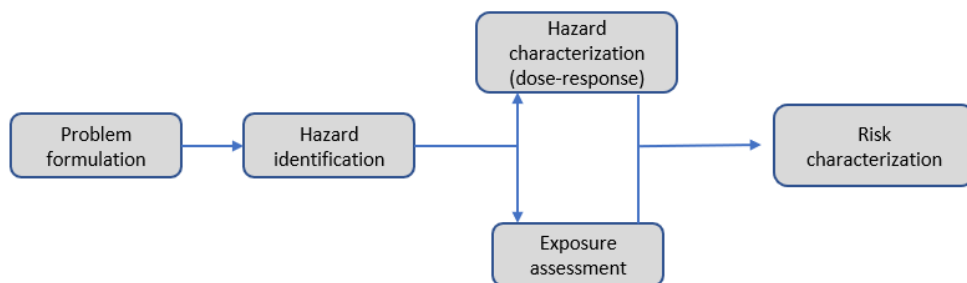 Problem
formulation
Hazard
identification
Hazard
characterization
(dose-response)
Exposure
assessment
Risk
characterization